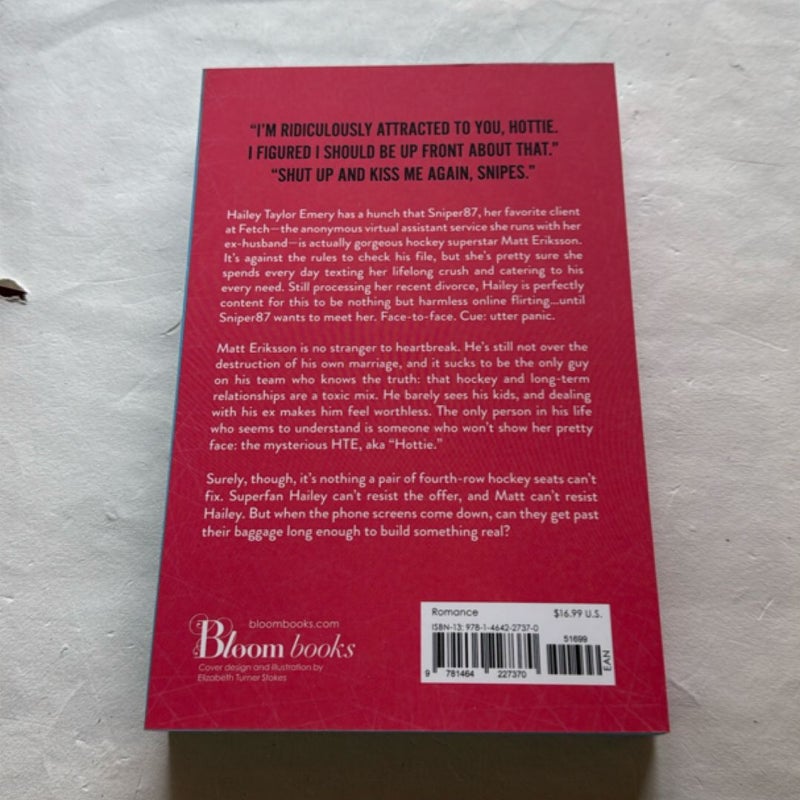 “I’M RIDICULOUSLY ATTRACTED TO YOU, HOTTIE.
I FIGURED I SHOULD BE UP FRONT ABOUT THAT.”
“SHUT UP AND KISS ME AGAIN, SNIPES.”
Hailey Taylor Emery has a hunch that Sniper87, her favorite client
at Fetch—the anonymous virtual assistant service she runs with her
ex-husband—is actually gorgeous hockey superstar Matt Eriksson.
It’s against the rules to check his file, but she’s pretty sure she
spends every day texting her lifelong crush and catering to his
every need. Still processing her recent divorce, Hailey is perfectly
content for this to be nothing but harmless online flirting...until
Sniper87 wants to meet her. Face-to-face. Cue: utter panic.
Matt Eriksson is no stranger to heartbreak. He’s still not over the
destruction of his own marriage, and it sucks to be the only guy
on his team who knows the truth: that hockey and long-term
relationships are a toxic mix. He barely sees his kids, and dealing
with his ex makes him feel worthless. The only person in his life
who seems to understand is someone who won’t show her pretty
face: the mysterious HTE, aka “Hottie.”
Surely, though, it’s nothing a pair of fourth-row hockey seats can’t
fix. Superfan Hailey can’t resist the offer, and Matt can’t resist
Hailey. But when the phone screens come down, can they get past
their baggage long enough to build something real?
bloombooks.com
Bloom books
Cover design and illustration by
Elizabeth Turner Stokes
Romance $16.99 U.S.
ISBN-13: 978-1-4642-2737-0
51699
EAN
9 781464 227370